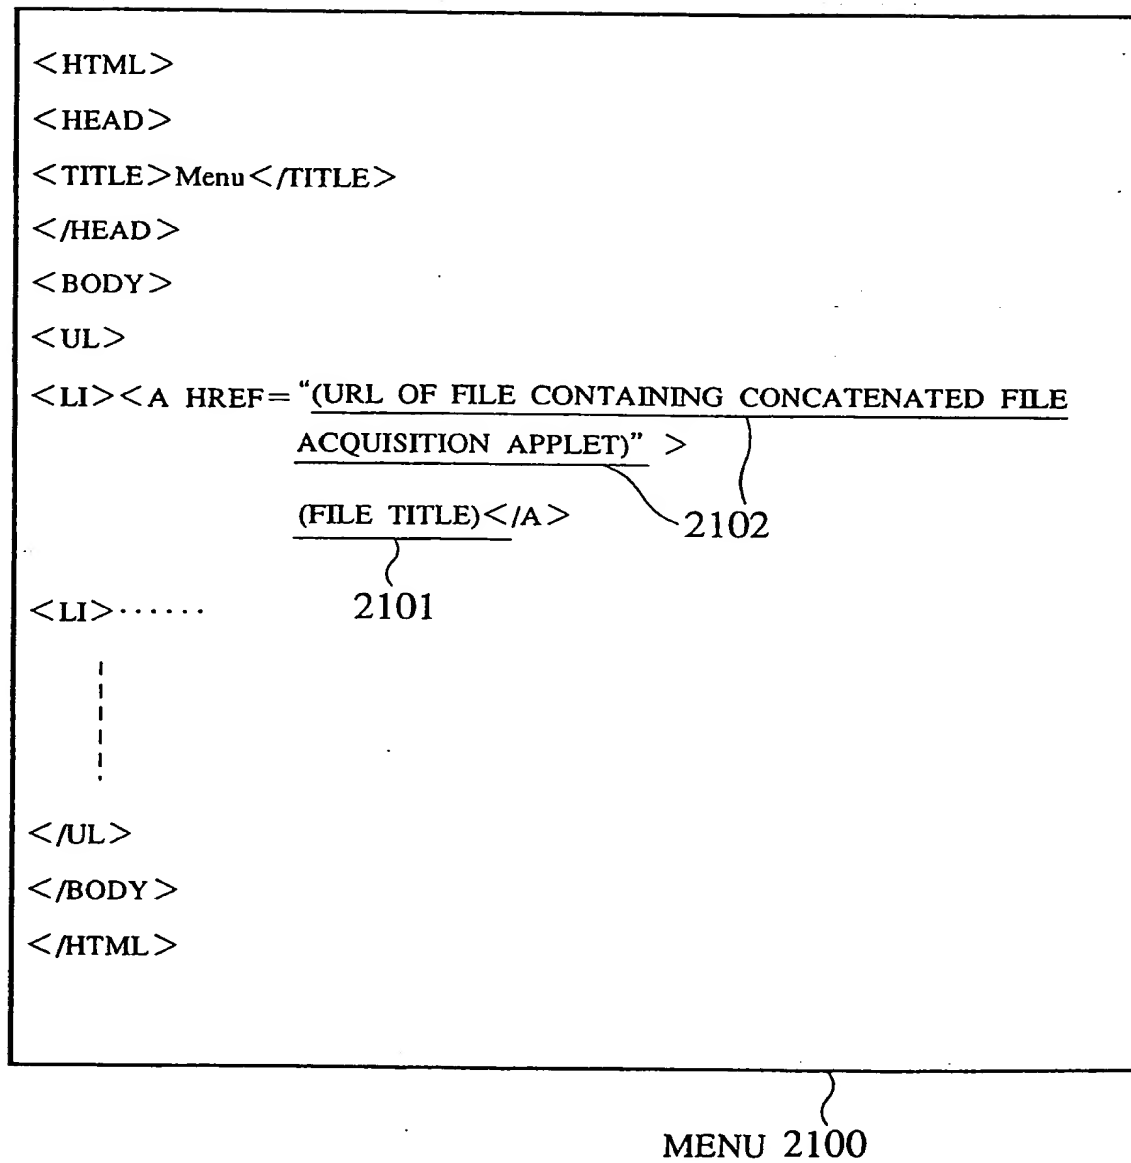 <HTML>
<HEAD>
<TITLE>Menu</TITLE>
</HEAD>
<BODY>
<UL>
<LI><A HREF= “(URL OF FILE CONTAINING CONCATENATED FILE
ACQUISITION APPLET)” >
(FILE TITLE)</A>
2102
2101
<LI>······
</UL>
</BODY>
</HTML>
MENU 2100